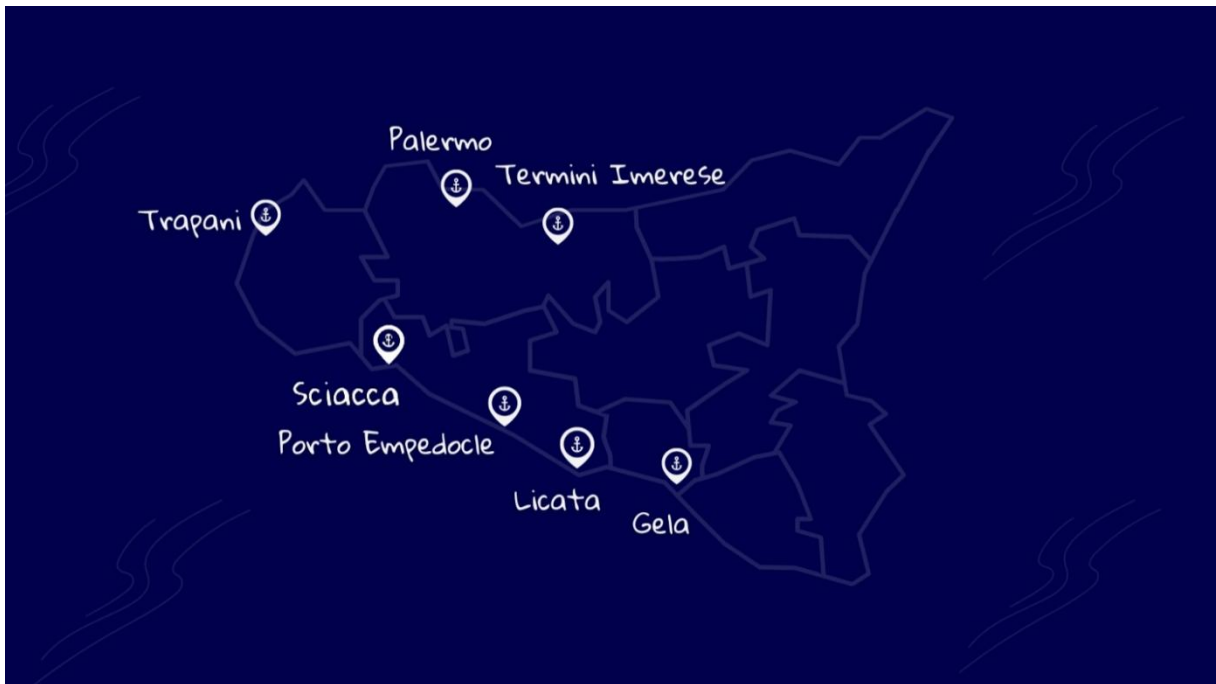 Palermo
Termini Imerese
Trapani
Sciacca
Porto Empedocle
Licata
Gela